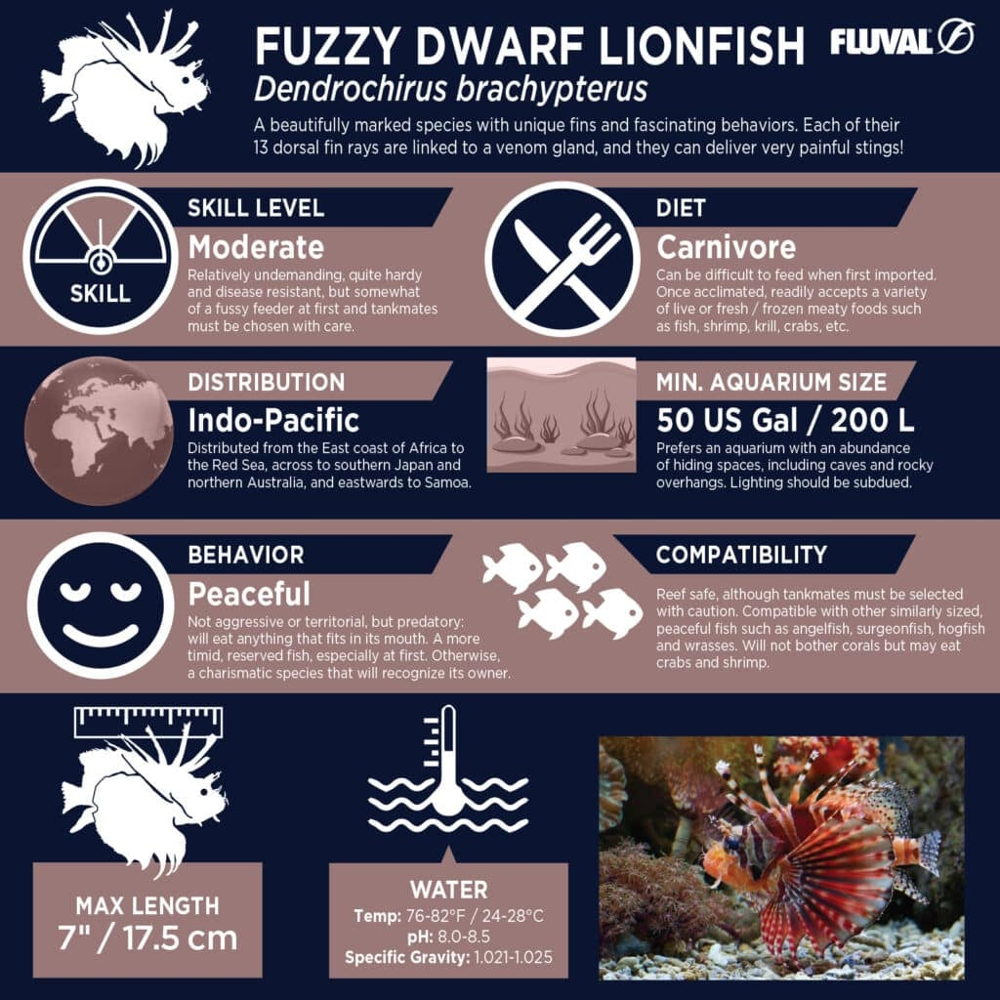 FUZZY DWARF LIONFISH
FLUVAL
Dendrochirus brachypterus
A beautifully marked species with unique fins and fascinating behaviors. Each of their
13 dorsal fin rays are linked to a venom gland, and they can deliver very painful stings!
SKILL
SKILL LEVEL
Moderate
Relatively undemanding, quite hardy
and disease resistant, but somewhat
of a fussy feeder at first and tankmates
must be chosen with care.
DIET
Carnivore
Can be difficult to feed when first imported.
Once acclimated, readily accepts a variety
of live or fresh / frozen meaty foods such
as fish, shrimp, krill, crabs, etc.
DISTRIBUTION
Indo-Pacific
Distributed from the East coast of Africa to
the Red Sea, across to southern Japan and
northern Australia, and eastwards to Samoa.
MIN. AQUARIUM SIZE
50 US Gal / 200 L
Prefers an aquarium with an abundance
of hiding spaces, including caves and rocky
overhangs. Lighting should be subdued.
BEHAVIOR
Peaceful
Not aggressive or territorial, but predatory:
will eat anything that fits in its mouth. A more
timid, reserved fish, especially at first. Otherwise,
a charismatic species that will recognize its owner.
COMPATIBILITY
Reef safe, although tankmates must be selected
with caution. Compatible with other similarly sized,
peaceful fish such as angelfish, surgeonfish, hogfish
and wrasses. Will not bother corals but may eat
crabs and shrimp.
MAX LENGTH
7" / 17.5 cm
WATER
Temp: 76-82°F / 24-28°C
pH: 8.0-8.5
Specific Gravity: 1.021-1.025